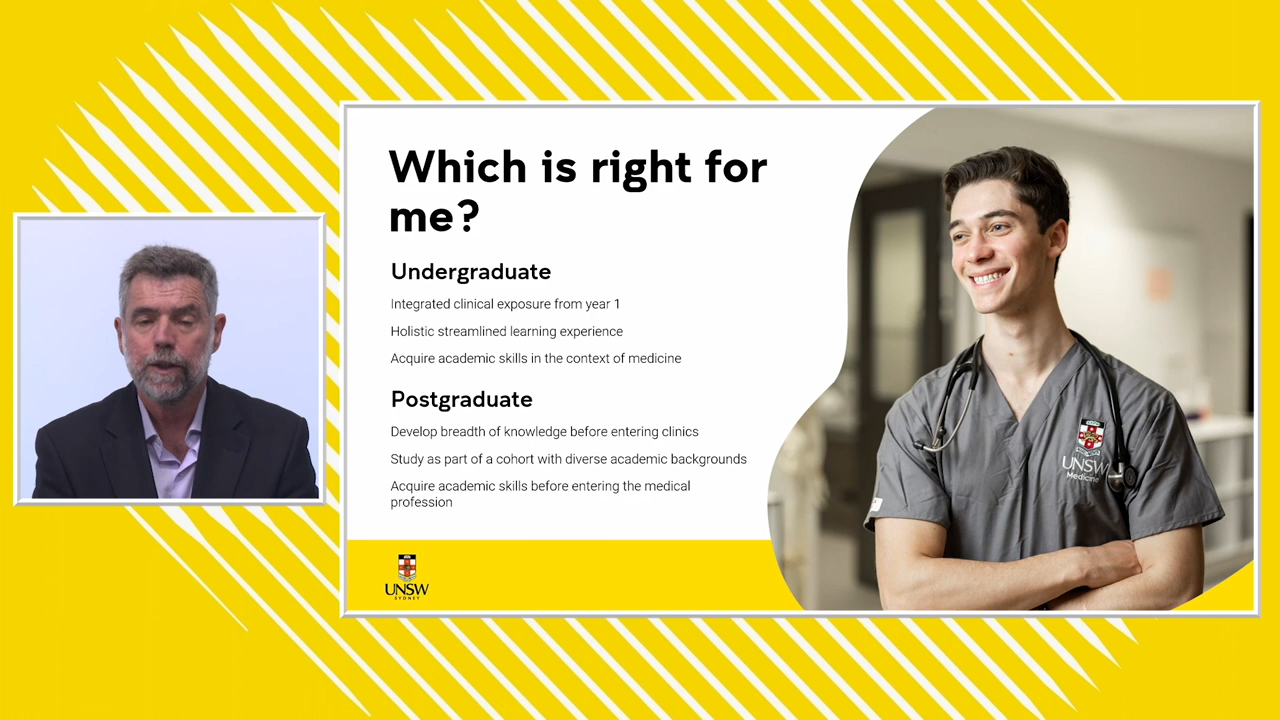 Which is right for
me?
Undergraduate
Integrated clinical exposure from year 1
Holistic streamlined learning experience
Acquire academic skills in the context of medicine
Postgraduate
Develop breadth of knowledge before entering clinics
Study as part of a cohort with diverse academic backgrounds
Acquire academic skills before entering the medical
profession
UNSW
SYDNEY
UNSW
Medicine